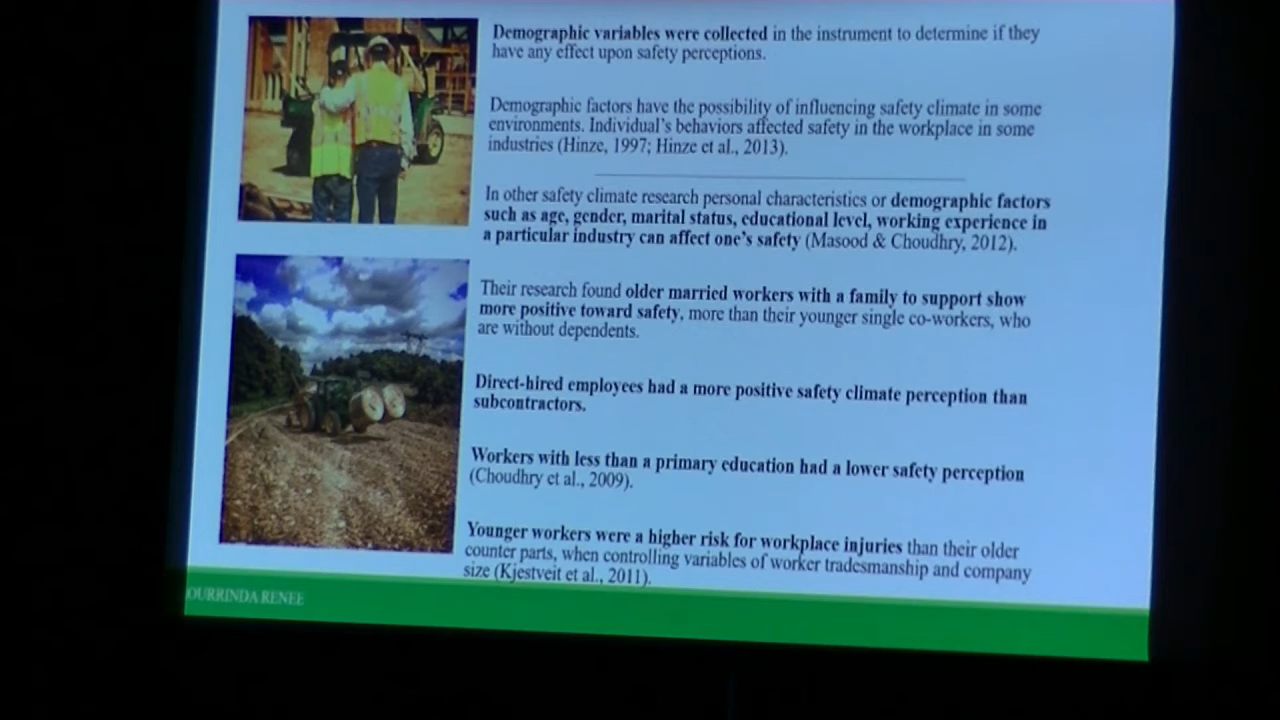 Demographic variables were collected in the instrument to determine if they
have any effect upon safety perceptions.
Demographic factors have the possibility of influencing safety climate in some
environments. Individual's behaviors affected safety in the workplace in some
industries (Hinze, 1997; Hinze et al., 2013).
In other safety climate research personal characteristics or demographic factors
such as age, gender, marital status, educational level, working experience in
a particular industry can affect one's safety (Masood & Choudhry, 2012).
Their research found older married workers with a family to support show
more positive toward safety, more than their younger single co-workers, who
are without dependents.
Direct-hired employees had a more positive safety climate perception than
subcontractors.
Workers with less than a primary education had a lower safety perception
(Choudhry et al., 2009).
Younger workers were a higher risk for workplace injuries than their older
counter parts, when controlling variables of worker tradesmanship and company
size (Kjestveit et al., 2011).
OURRINDA RENEE